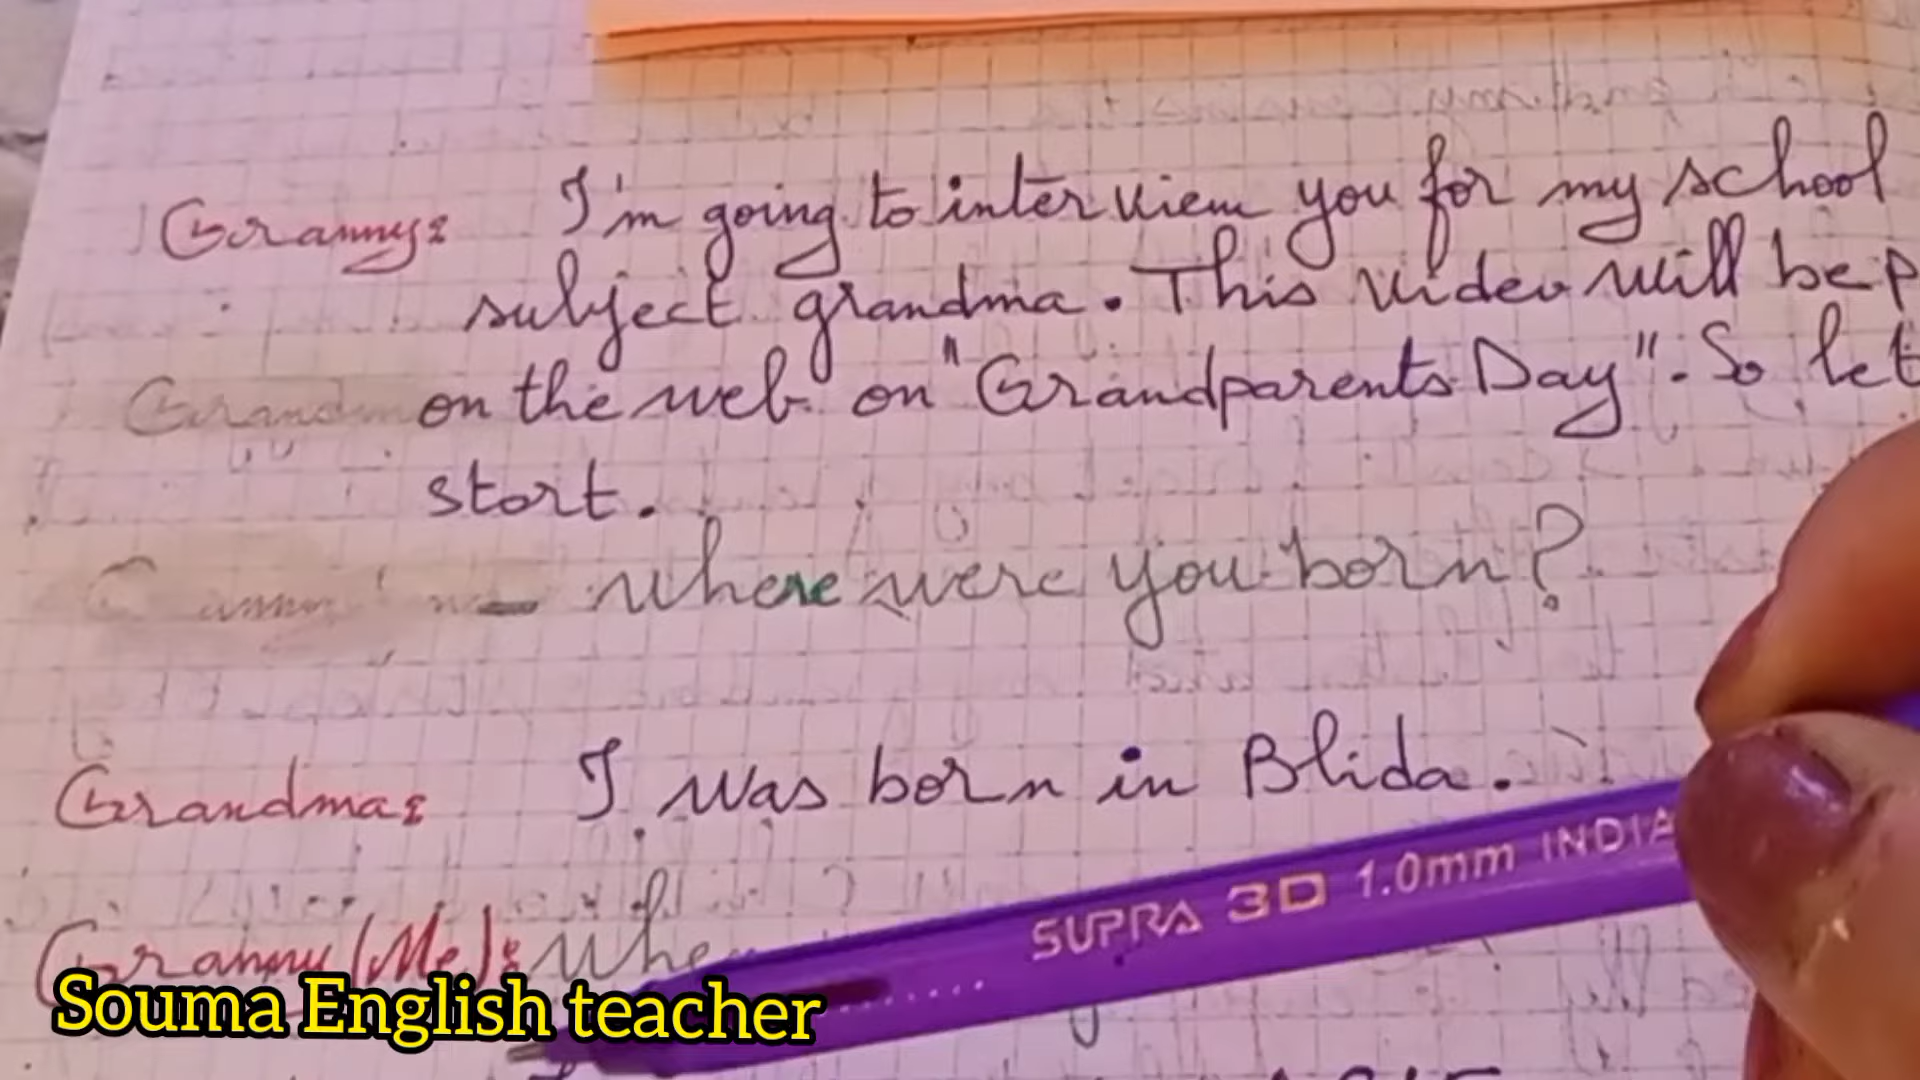 Granny: I'm going to interview you for my school
subject grandma. This video will be p
on the web on "Grandparents Day". So let
start.
- where were you born?
Grandma: I was born in Blida.
Granny (Me): Whe
SUPRA 3D 1.0mm INDIA
Souma English teacher